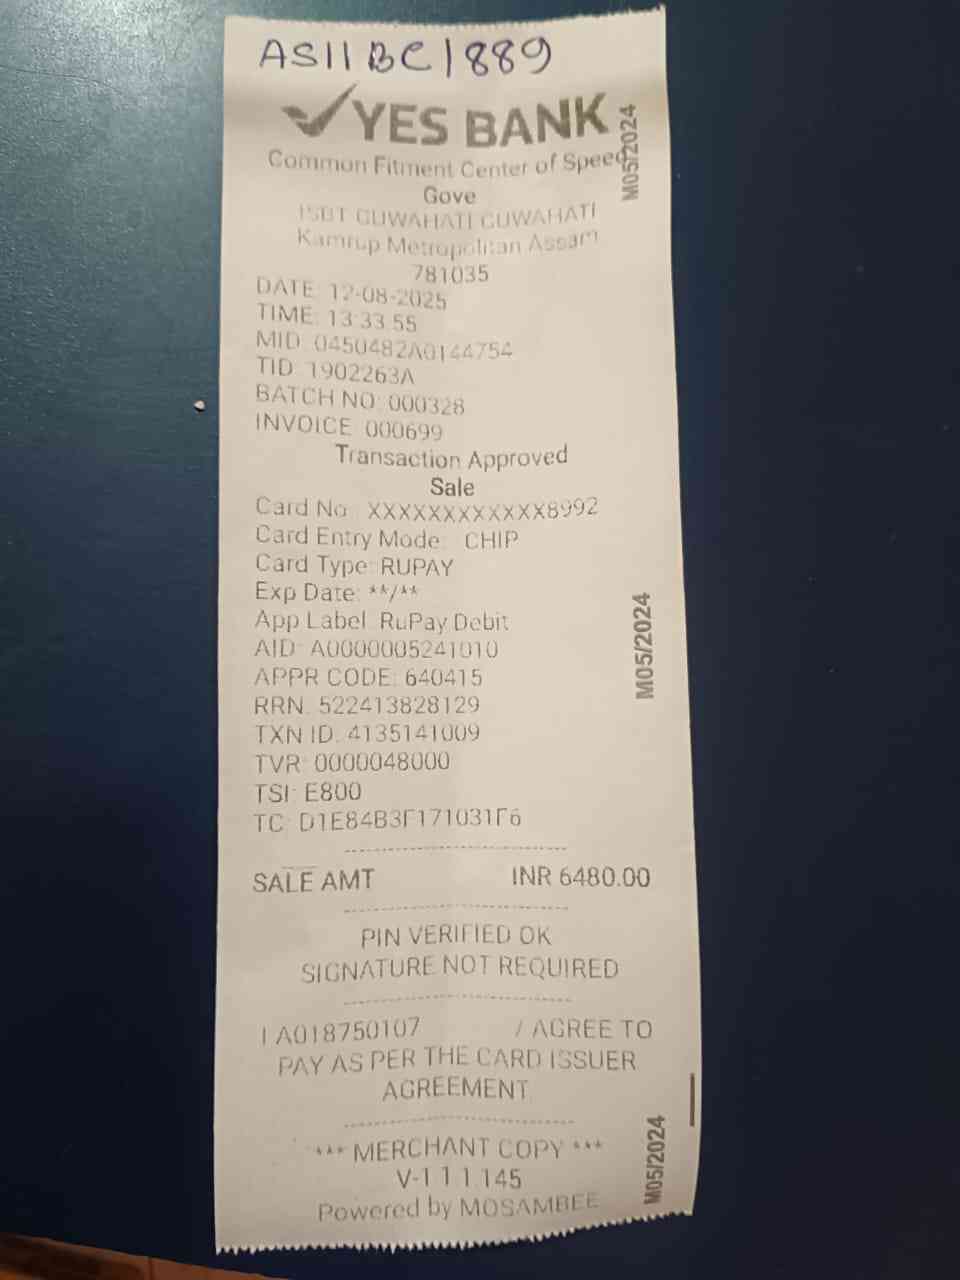 AS11BC1889
YES BANK
Common Fitment Center of Speed
Gove
ISBT GUWAHATI GUWAHATI
Kamrup Metropolitan Assam
781035
DATE: 12-08-2025
TIME: 13:33:55
MID: 0450482A0144754
TID: 1902263A
BATCH NO: 000328
INVOICE: 000699
Transaction Approved
Sale
Card No: XXXXXXXXXXXX8992
Card Entry Mode: CHIP
Card Type: RUPAY
Exp Date: **/**
App Label: RuPay Debit
AID: A0000005241010
APPR CODE: 640415
RRN: 522413828129
TXN ID: 4135141009
TVR: 0000048000
TSI: E800
TC: D1E84B3F171031F6
SALE AMT INR 6480.00
PIN VERIFIED OK
SIGNATURE NOT REQUIRED
I A018750107 / AGREE TO
PAY AS PER THE CARD ISSUER
AGREEMENT
*** MERCHANT COPY ***
V-1.1.1.145
Powered by MOSAMBEE
M05/2024
M05/2024
M05/2024